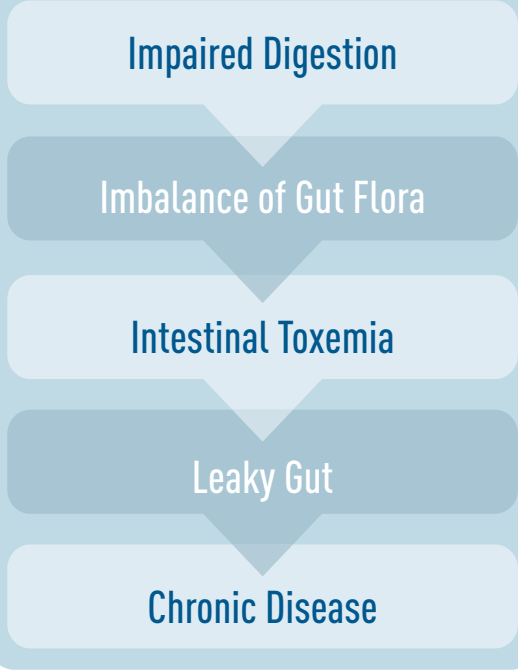 Impaired Digestion
Imbalance of Gut Flora
Intestinal Toxemia
Leaky Gut
Chronic Disease